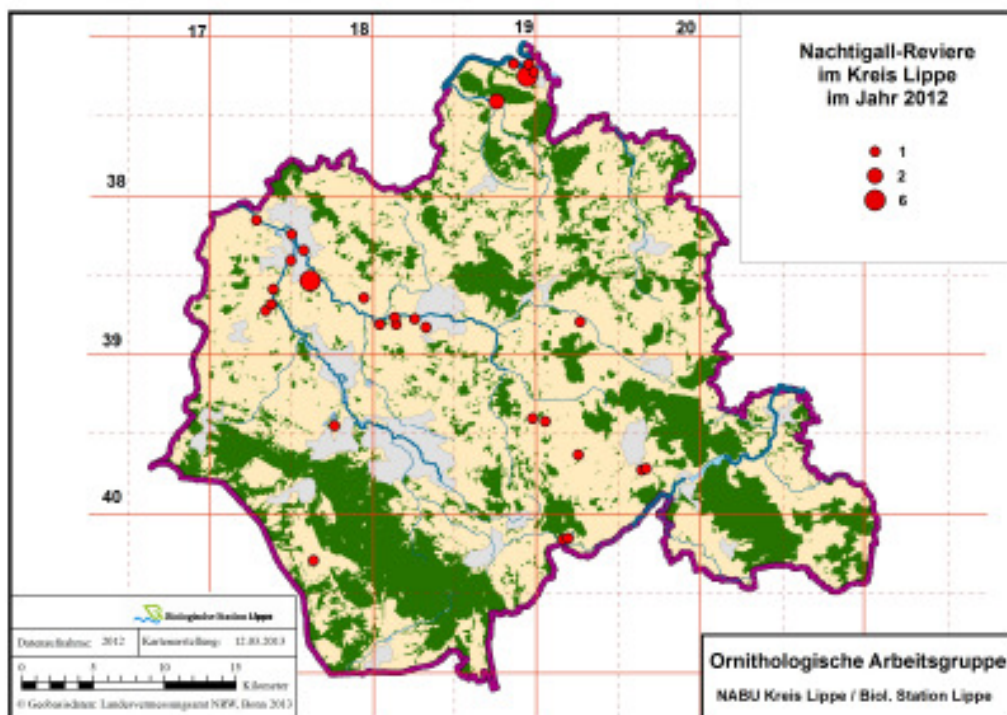 17 18 19 20
Nachtigall-Reviere
im Kreis Lippe
im Jahr 2012
1
2
6
38
39
40
Biologische Station Lippe
Datenaufnahme: 2012 Kartenerstellung: 12.03.2013
0 5 10 15
Kilometer
© Geobasisdaten: Landesvermessungsamt NRW, Bonn 2013
Ornithologische Arbeitsgruppe
NABU Kreis Lippe / Biol. Station Lippe